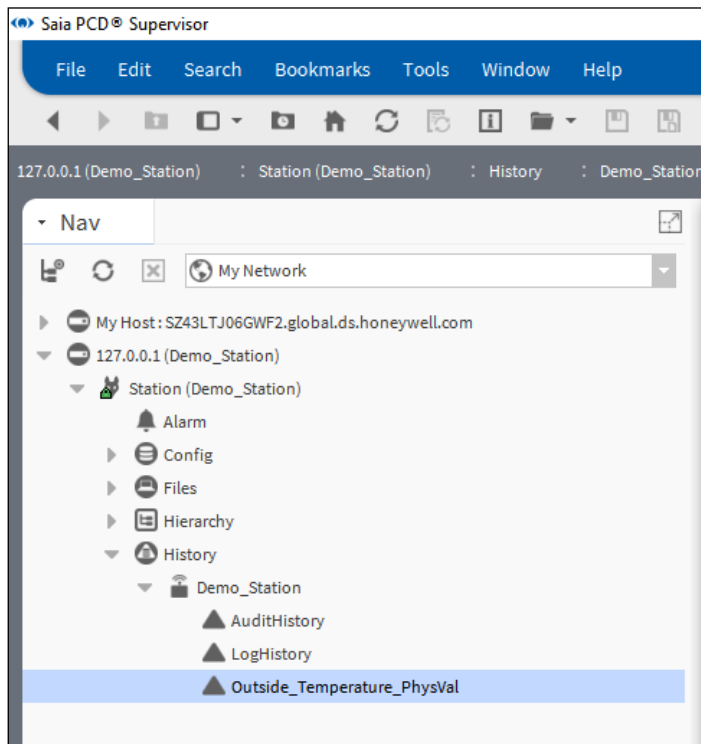 Saia PCD® Supervisor
File Edit Search Bookmarks Tools Window Help
127.0.0.1 (Demo_Station) : Station (Demo_Station) : History : Demo_Station
Nav
My Network
My Host : SZ43LTJ06GWF2.global.ds.honeywell.com
127.0.0.1 (Demo_Station)
Station (Demo_Station)
Alarm
Config
Files
Hierarchy
History
Demo_Station
AuditHistory
LogHistory
Outside_Temperature_PhysVal